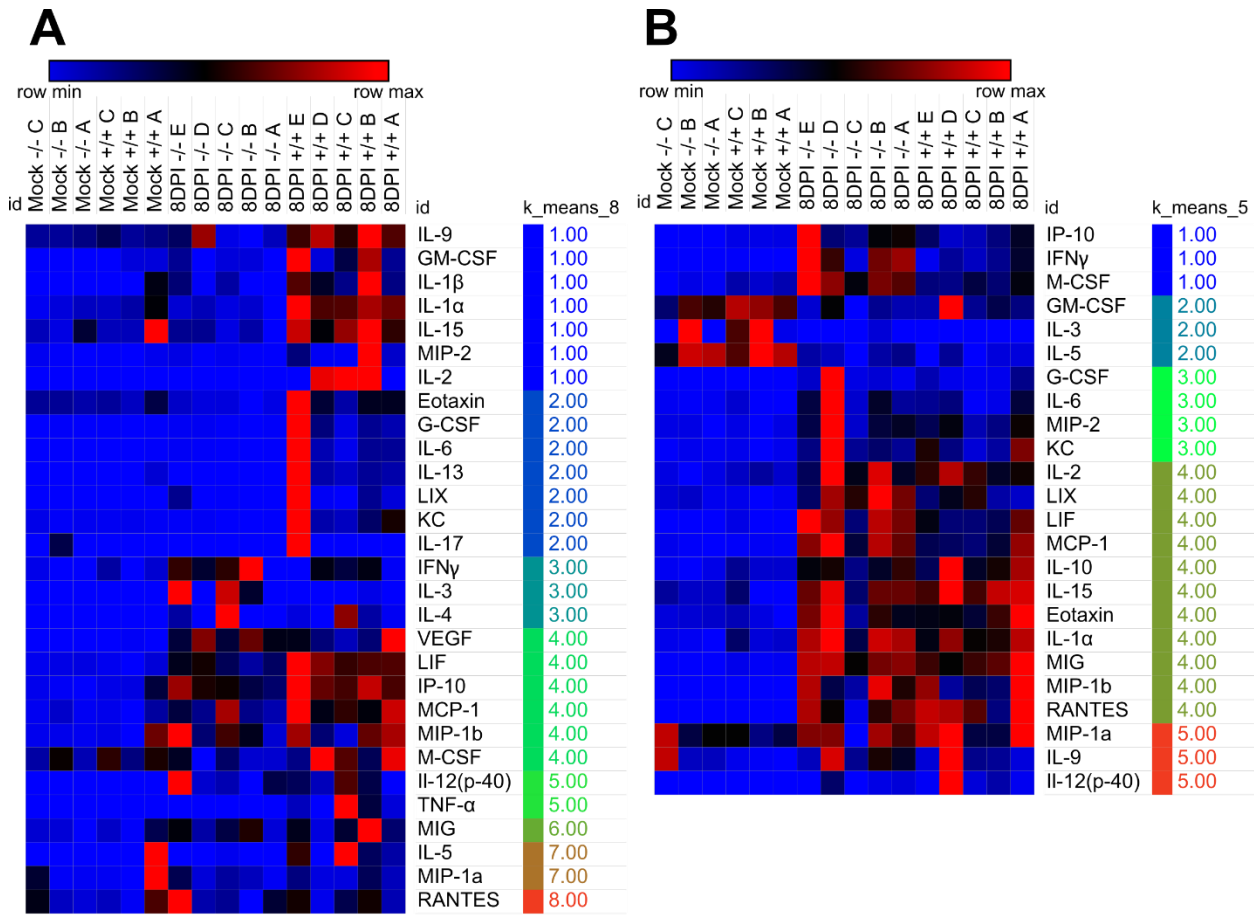 A
row min row max
id Mock -/- C Mock -/- B Mock -/- A Mock +/+ C Mock +/+ B Mock +/+ A 8DPI -/- E 8DPI -/- D 8DPI -/- C 8DPI -/- B 8DPI -/- A 8DPI +/+ E 8DPI +/+ D 8DPI +/+ C 8DPI +/+ B 8DPI +/+ A id k_means_8
IL-9 1.00
GM-CSF 1.00
IL-1β 1.00
IL-1α 1.00
IL-15 1.00
MIP-2 1.00
IL-2 1.00
Eotaxin 2.00
G-CSF 2.00
IL-6 2.00
IL-13 2.00
LIX 2.00
KC 2.00
IL-17 2.00
IFNγ 3.00
IL-3 3.00
IL-4 3.00
VEGF 4.00
LIF 4.00
IP-10 4.00
MCP-1 4.00
MIP-1b 4.00
M-CSF 4.00
Il-12(p-40) 5.00
TNF-α 5.00
MIG 6.00
IL-5 7.00
MIP-1a 7.00
RANTES 8.00
B
row min row max
id Mock -/- C Mock -/- B Mock -/- A Mock +/+ C Mock +/+ B Mock +/+ A 8DPI -/- E 8DPI -/- D 8DPI -/- C 8DPI -/- B 8DPI -/- A 8DPI +/+ E 8DPI +/+ D 8DPI +/+ C 8DPI +/+ B 8DPI +/+ A id k_means_5
IP-10 1.00
IFNγ 1.00
M-CSF 1.00
GM-CSF 2.00
IL-3 2.00
IL-5 2.00
G-CSF 3.00
IL-6 3.00
MIP-2 3.00
KC 3.00
IL-2 4.00
LIX 4.00
LIF 4.00
MCP-1 4.00
IL-10 4.00
IL-15 4.00
Eotaxin 4.00
IL-1α 4.00
MIG 4.00
MIP-1b 4.00
RANTES 4.00
MIP-1a 5.00
IL-9 5.00
Il-12(p-40) 5.00